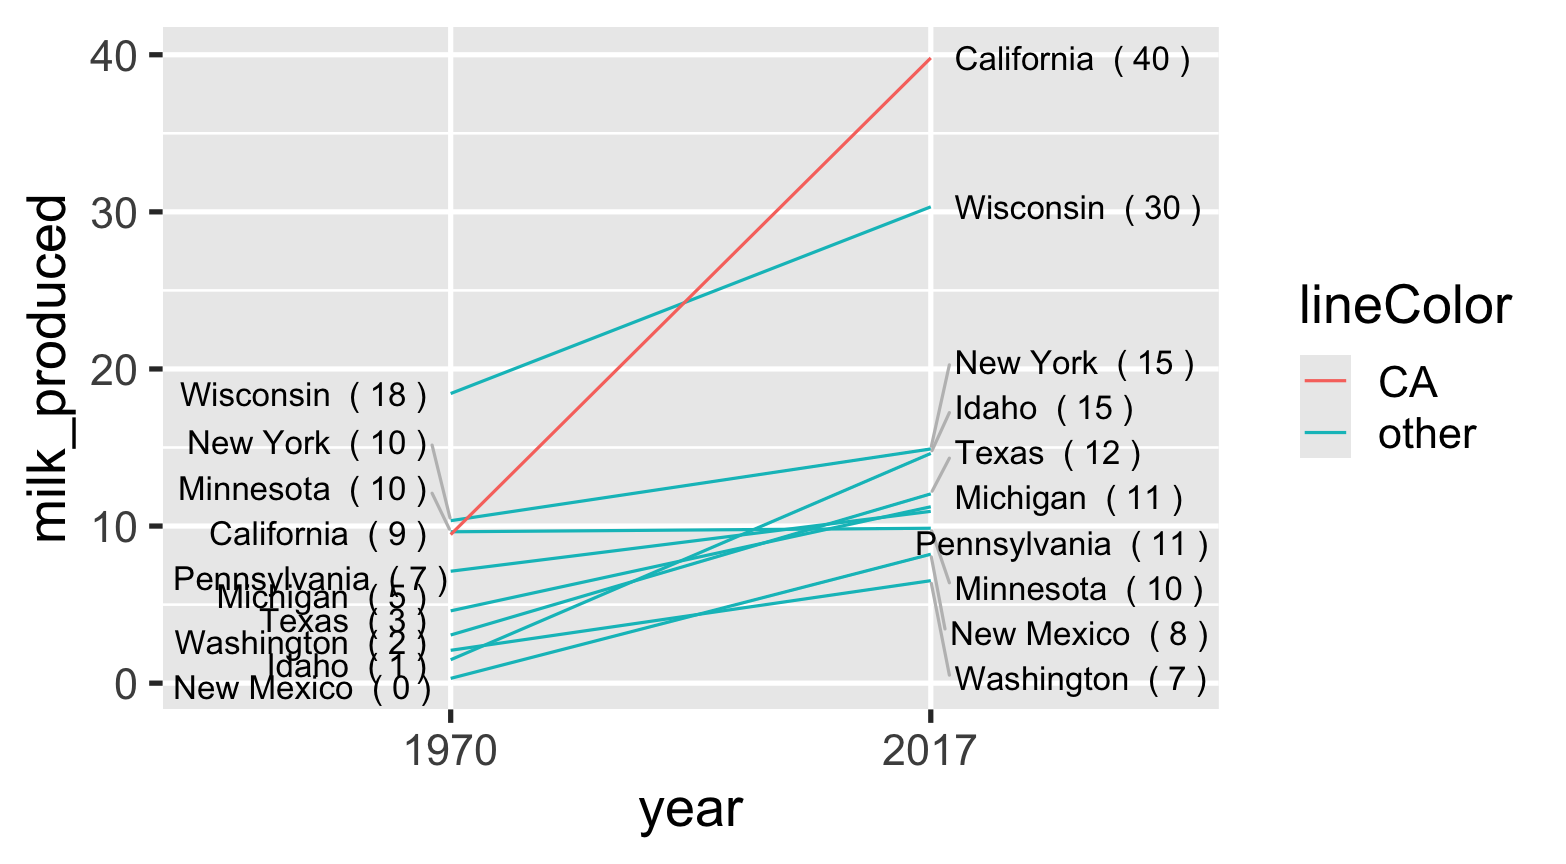 milk_produced
40
30
20
10
0
Wisconsin ( 18 )
New York ( 10 )
Minnesota ( 10 )
California ( 9 )
Pennsylvania ( 7 )
Michigan ( 5 )
Texas ( 3 )
Washington ( 2 )
Idaho ( 1 )
New Mexico ( 0 )
California ( 40 )
Wisconsin ( 30 )
New York ( 15 )
Idaho ( 15 )
Texas ( 12 )
Michigan ( 11 )
Pennsylvania ( 11 )
Minnesota ( 10 )
New Mexico ( 8 )
Washington ( 7 )
1970
2017
year
lineColor
CA
other